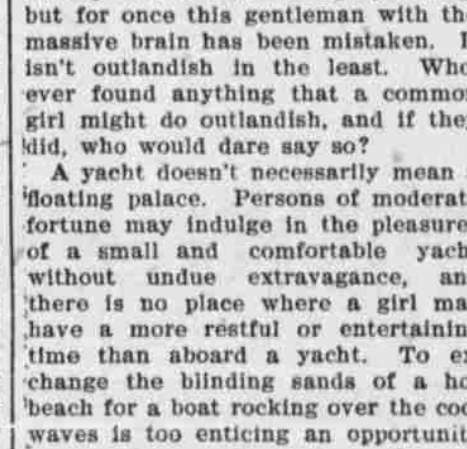 but for once this gentleman with th
massive brain has been mistaken. I
isn't outlandish in the least. Who
ever found anything that a commo
girl might do outlandish, and if the
did, who would dare say so?
A yacht doesn't necessarily mean
floating palace. Persons of moderat
fortune may indulge in the pleasure
of a small and comfortable yach
without undue extravagance, an
there is no place where a girl ma
have a more restful or entertainin
time than aboard a yacht. To ex
change the blinding sands of a ho
beach for a boat rocking over the coo
waves is too enticing an opportunit